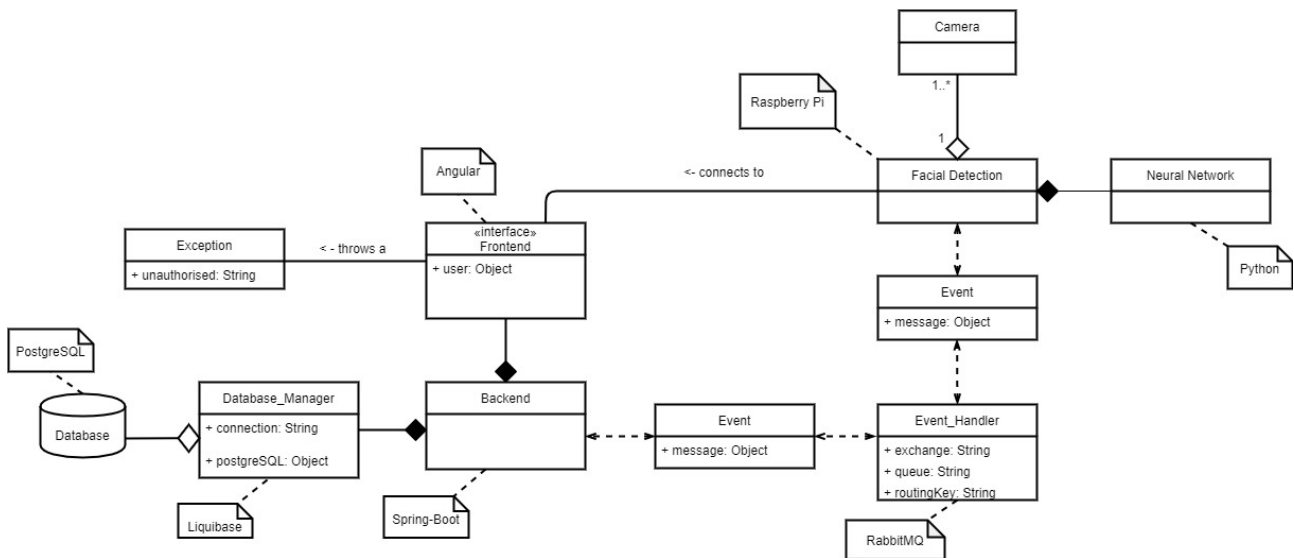 Camera
1..*
1
Raspberry Pi
Facial Detection
Neural Network
Python
<- connects to
Angular
«interface»
Frontend
+ user: Object
< - throws a
Exception
+ unauthorised: String
Event
+ message: Object
PostgreSQL
Database
Database_Manager
+ connection: String
+ postgreSQL: Object
Liquibase
Backend
Spring-Boot
Event
+ message: Object
Event_Handler
+ exchange: String
+ queue: String
+ routingKey: String
RabbitMQ